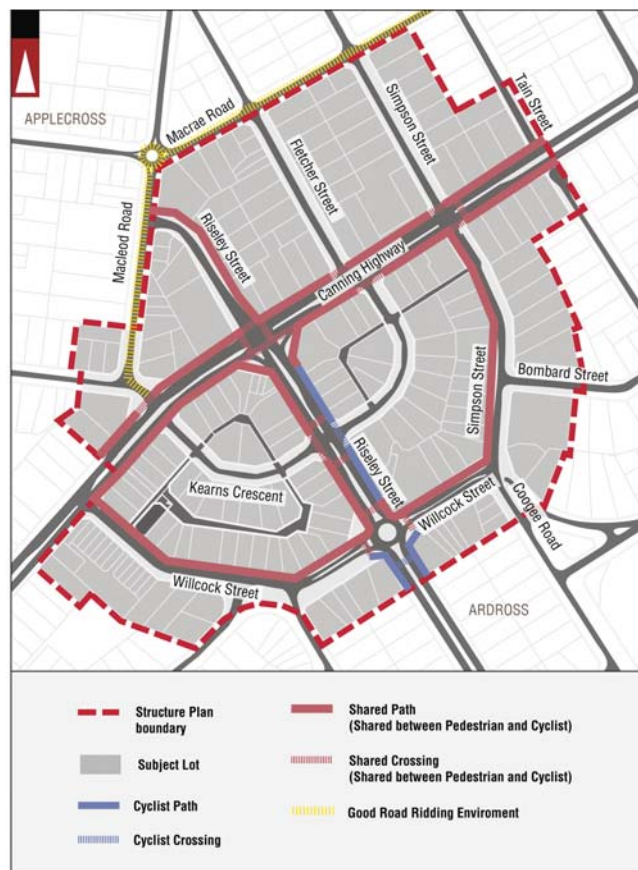 APPLECROSS
Macrae Road
Macleod Road
Riseley Street
Fletcher Street
Simpson Street
Tain Street
Canning Highway
Bombard Street
Simpson Street
Riseley Street
Kearns Crescent
Willcock Street
Coogee Road
Willcock Street
ARDROSS
Structure Plan
boundary
Subject Lot
Cyclist Path
Cyclist Crossing
Shared Path
(Shared between Pedestrian and Cyclist)
Shared Crossing
(Shared between Pedestrian and Cyclist)
Good Road Ridding Enviroment